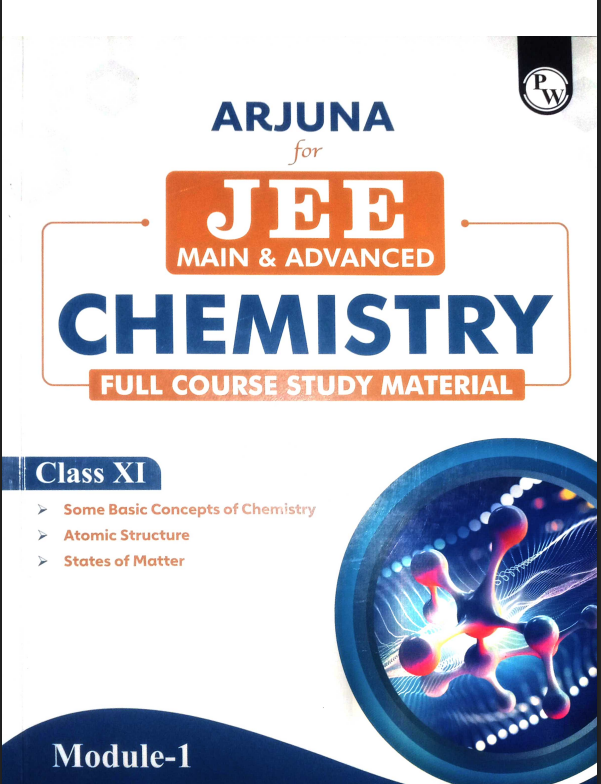 PW
ARJUNA
for
JEE
MAIN & ADVANCED
CHEMISTRY
FULL COURSE STUDY MATERIAL
Class XI
➢ Some Basic Concepts of Chemistry
➢ Atomic Structure
➢ States of Matter
Module-1